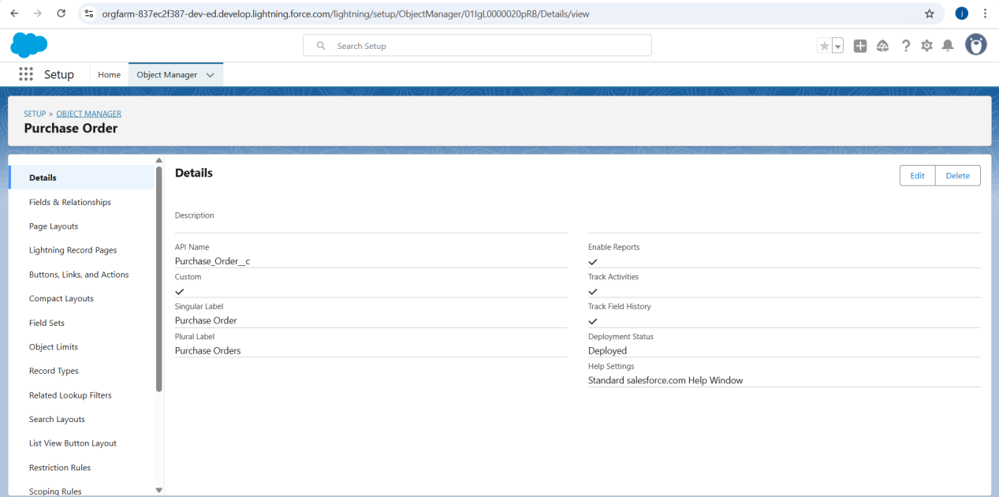 orgfarm-837ec2f387-dev-ed.develop.lightning.force.com/lightning/setup/ObjectManager/01IgL0000020pRB/Details/view
j
Search Setup
Setup
Home
Object Manager
SETUP > OBJECT MANAGER
Purchase Order
Details
Fields & Relationships
Page Layouts
Lightning Record Pages
Buttons, Links, and Actions
Compact Layouts
Field Sets
Object Limits
Record Types
Related Lookup Filters
Search Layouts
List View Button Layout
Restriction Rules
Scoping Rules
Details
Edit
Delete
Description
API Name
Purchase_Order__c
Custom
Singular Label
Purchase Order
Plural Label
Purchase Orders
Enable Reports
Track Activities
Track Field History
Deployment Status
Deployed
Help Settings
Standard salesforce.com Help Window